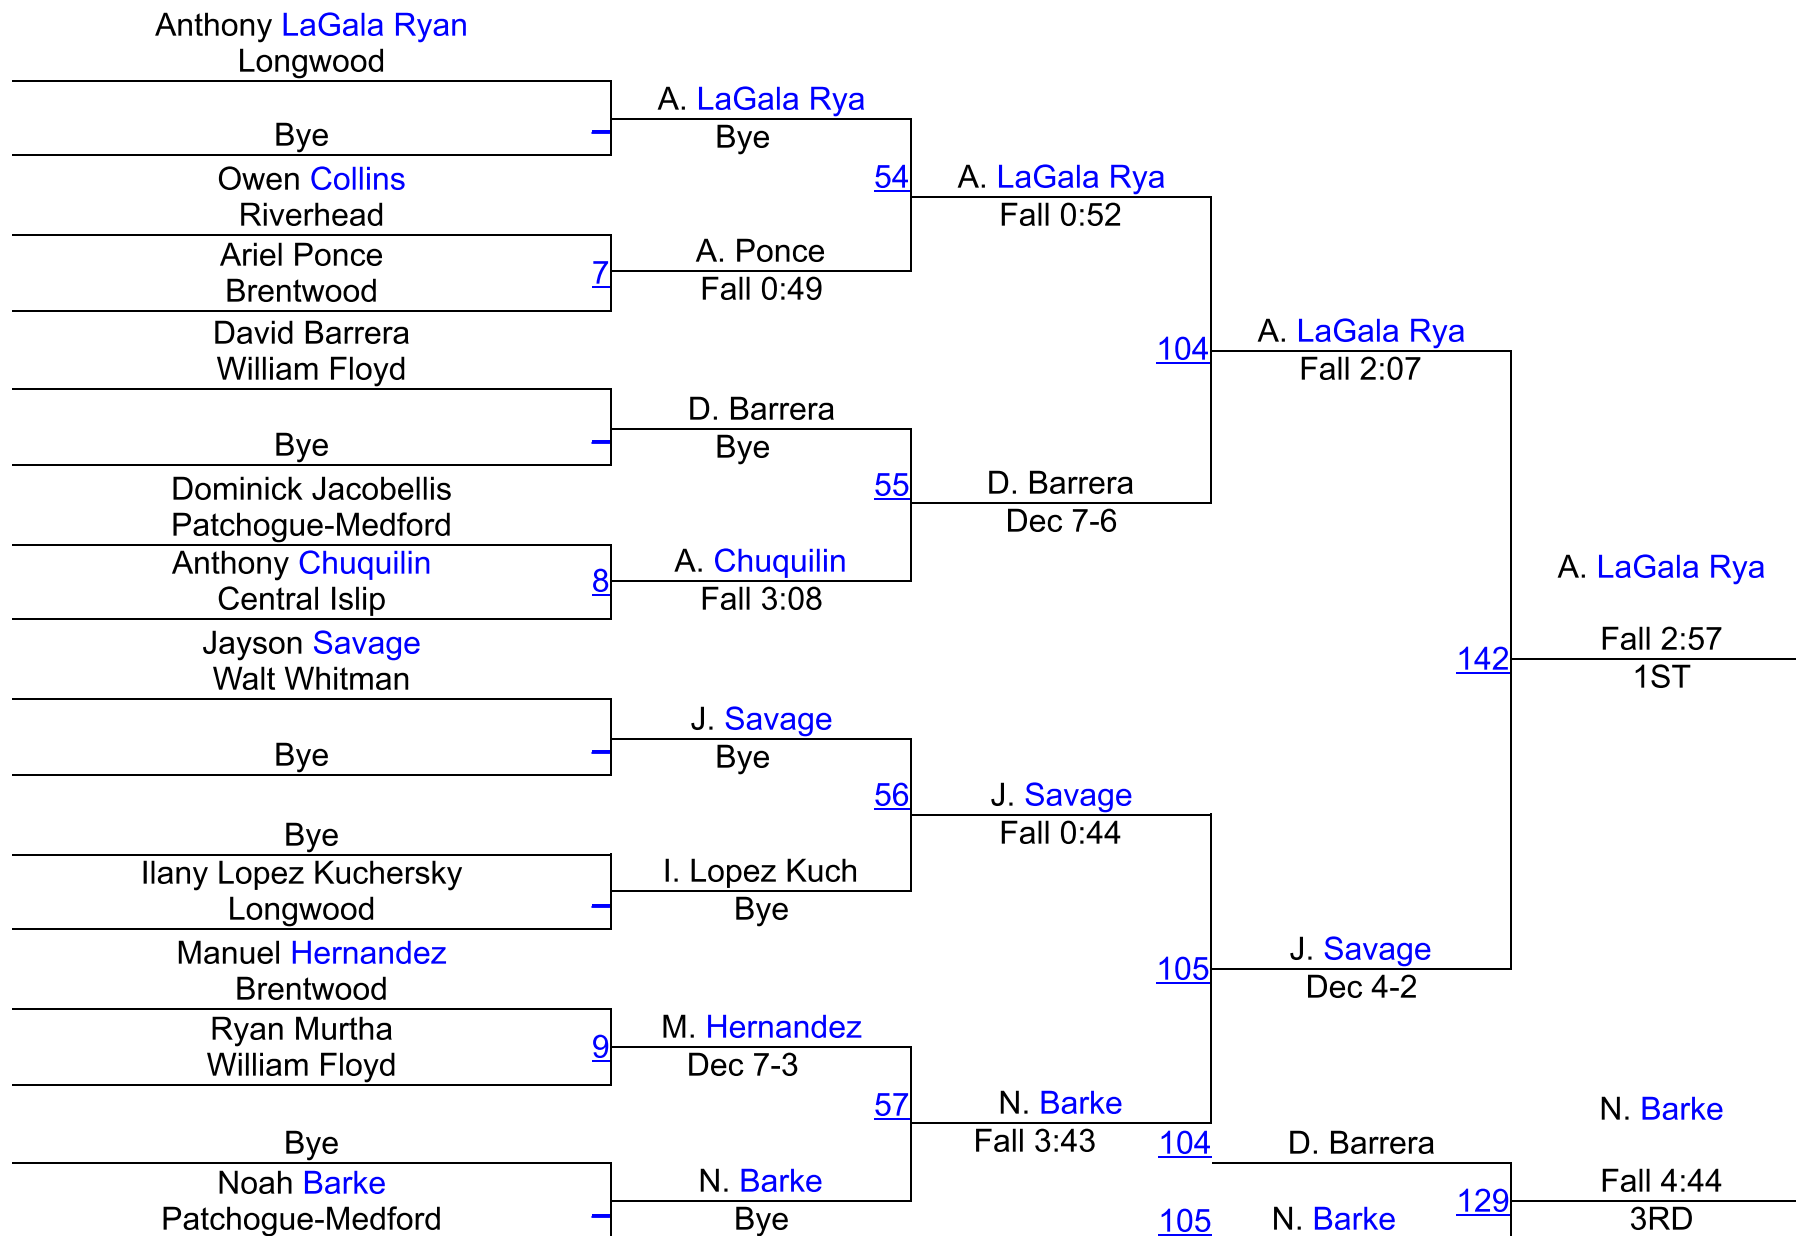 Anthony LaGala Ryan
Longwood
Bye
Owen Collins
Riverhead
Ariel Ponce
Brentwood
7
David Barrera
William Floyd
Bye
Dominick Jacobellis
Patchogue-Medford
Anthony Chuquilin
Central Islip
8
Jayson Savage
Walt Whitman
Bye
Bye
Ilany Lopez Kuchersky
Longwood
Manuel Hernandez
Brentwood
Ryan Murtha
William Floyd
9
Bye
Noah Barke
Patchogue-Medford
A. LaGala Rya
Bye
54
A. Ponce
Fall 0:49
D. Barrera
Bye
55
A. Chuquilin
Fall 3:08
J. Savage
Bye
56
I. Lopez Kuch
Bye
M. Hernandez
Dec 7-3
57
N. Barke
Bye
A. LaGala Rya
Fall 0:52
104
D. Barrera
Dec 7-6
J. Savage
Fall 0:44
105
N. Barke
Fall 3:43
A. LaGala Rya
Fall 2:07
142
J. Savage
Dec 4-2
104
D. Barrera
129
105
N. Barke
A. LaGala Rya
Fall 2:57
1ST
N. Barke
Fall 4:44
3RD